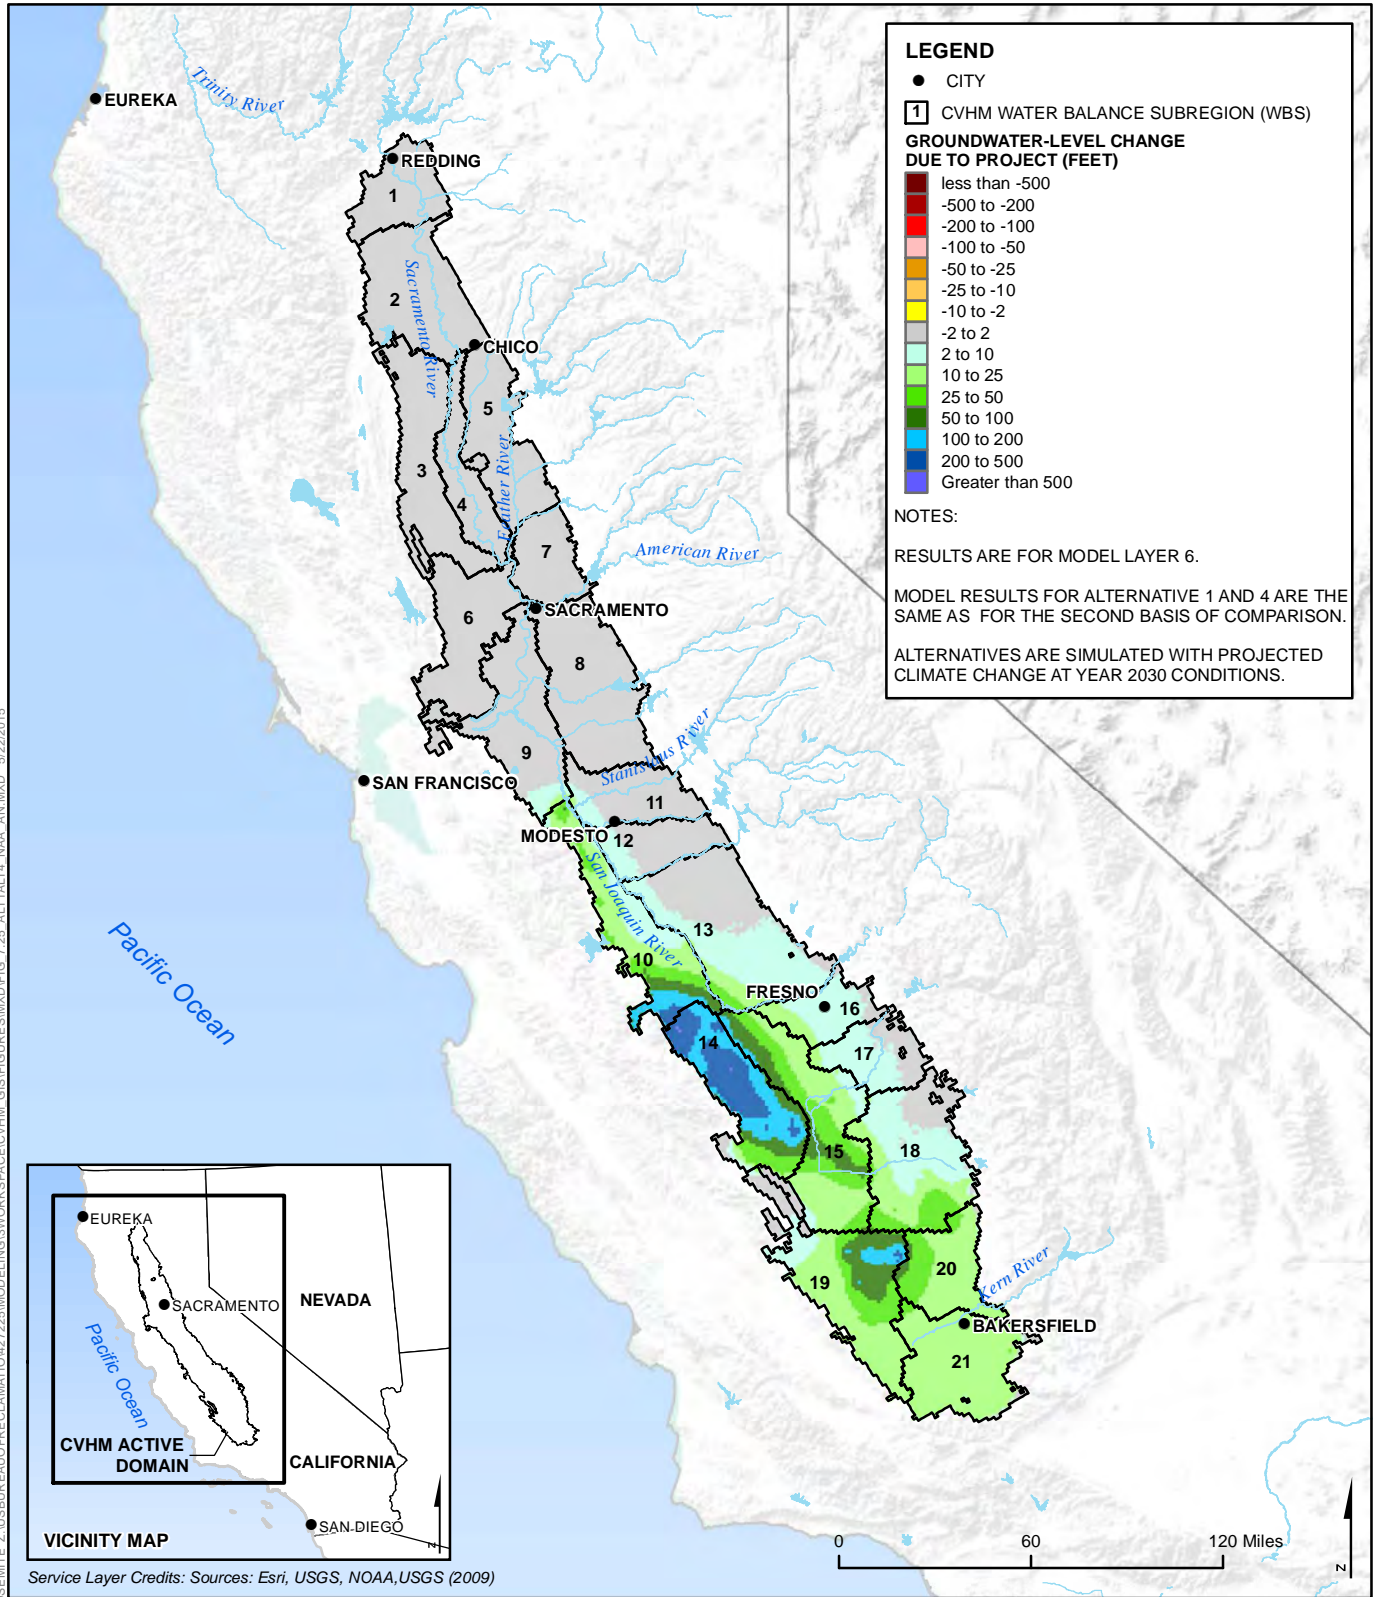 LEGEND
CITY
1 CVHM WATER BALANCE SUBREGION (WBS)
GROUNDWATER-LEVEL CHANGE
DUE TO PROJECT (FEET)
less than -500
-500 to -200
-200 to -100
-100 to -50
-50 to -25
-25 to -10
-10 to -2
-2 to 2
2 to 10
10 to 25
25 to 50
50 to 100
100 to 200
200 to 500
Greater than 500
NOTES:
RESULTS ARE FOR MODEL LAYER 6.
MODEL RESULTS FOR ALTERNATIVE 1 AND 4 ARE THE
SAME AS FOR THE SECOND BASIS OF COMPARISON.
ALTERNATIVES ARE SIMULATED WITH PROJECTED
CLIMATE CHANGE AT YEAR 2030 CONDITIONS.
Trinity River
EUREKA
REDDING
1
2
Sacramento River
CHICO
5
3
4
Feather River
7
American River
SACRAMENTO
6
8
9
Stanislaus River
SAN FRANCISCO
11
MODESTO
12
San Joaquin River
13
10
Pacific Ocean
FRESNO
16
14
17
15
18
19
20
Kern River
BAKERSFIELD
21
EUREKA
SACRAMENTO
NEVADA
Pacific Ocean
CVHM ACTIVE
DOMAIN
CALIFORNIA
SAN DIEGO
VICINITY MAP
Z
0 60 120 Miles
Z
Service Layer Credits: Sources: Esri, USGS, NOAA,USGS (2009)